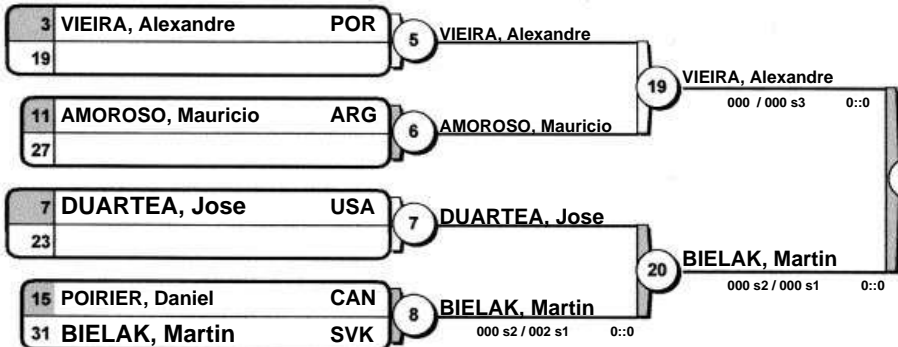 3 VIEIRA, Alexandre POR
19
5
VIEIRA, Alexandre
11 AMOROSO, Mauricio ARG
27
6
AMOROSO, Mauricio
19
VIEIRA, Alexandre
000 / 000 s3 0::0
7 DUARTEA, Jose USA
23
7
DUARTEA, Jose
15 POIRIER, Daniel CAN
31 BIELAK, Martin SVK
8
BIELAK, Martin
000 s2 / 002 s1 0::0
20
BIELAK, Martin
000 s2 / 000 s1 0::0